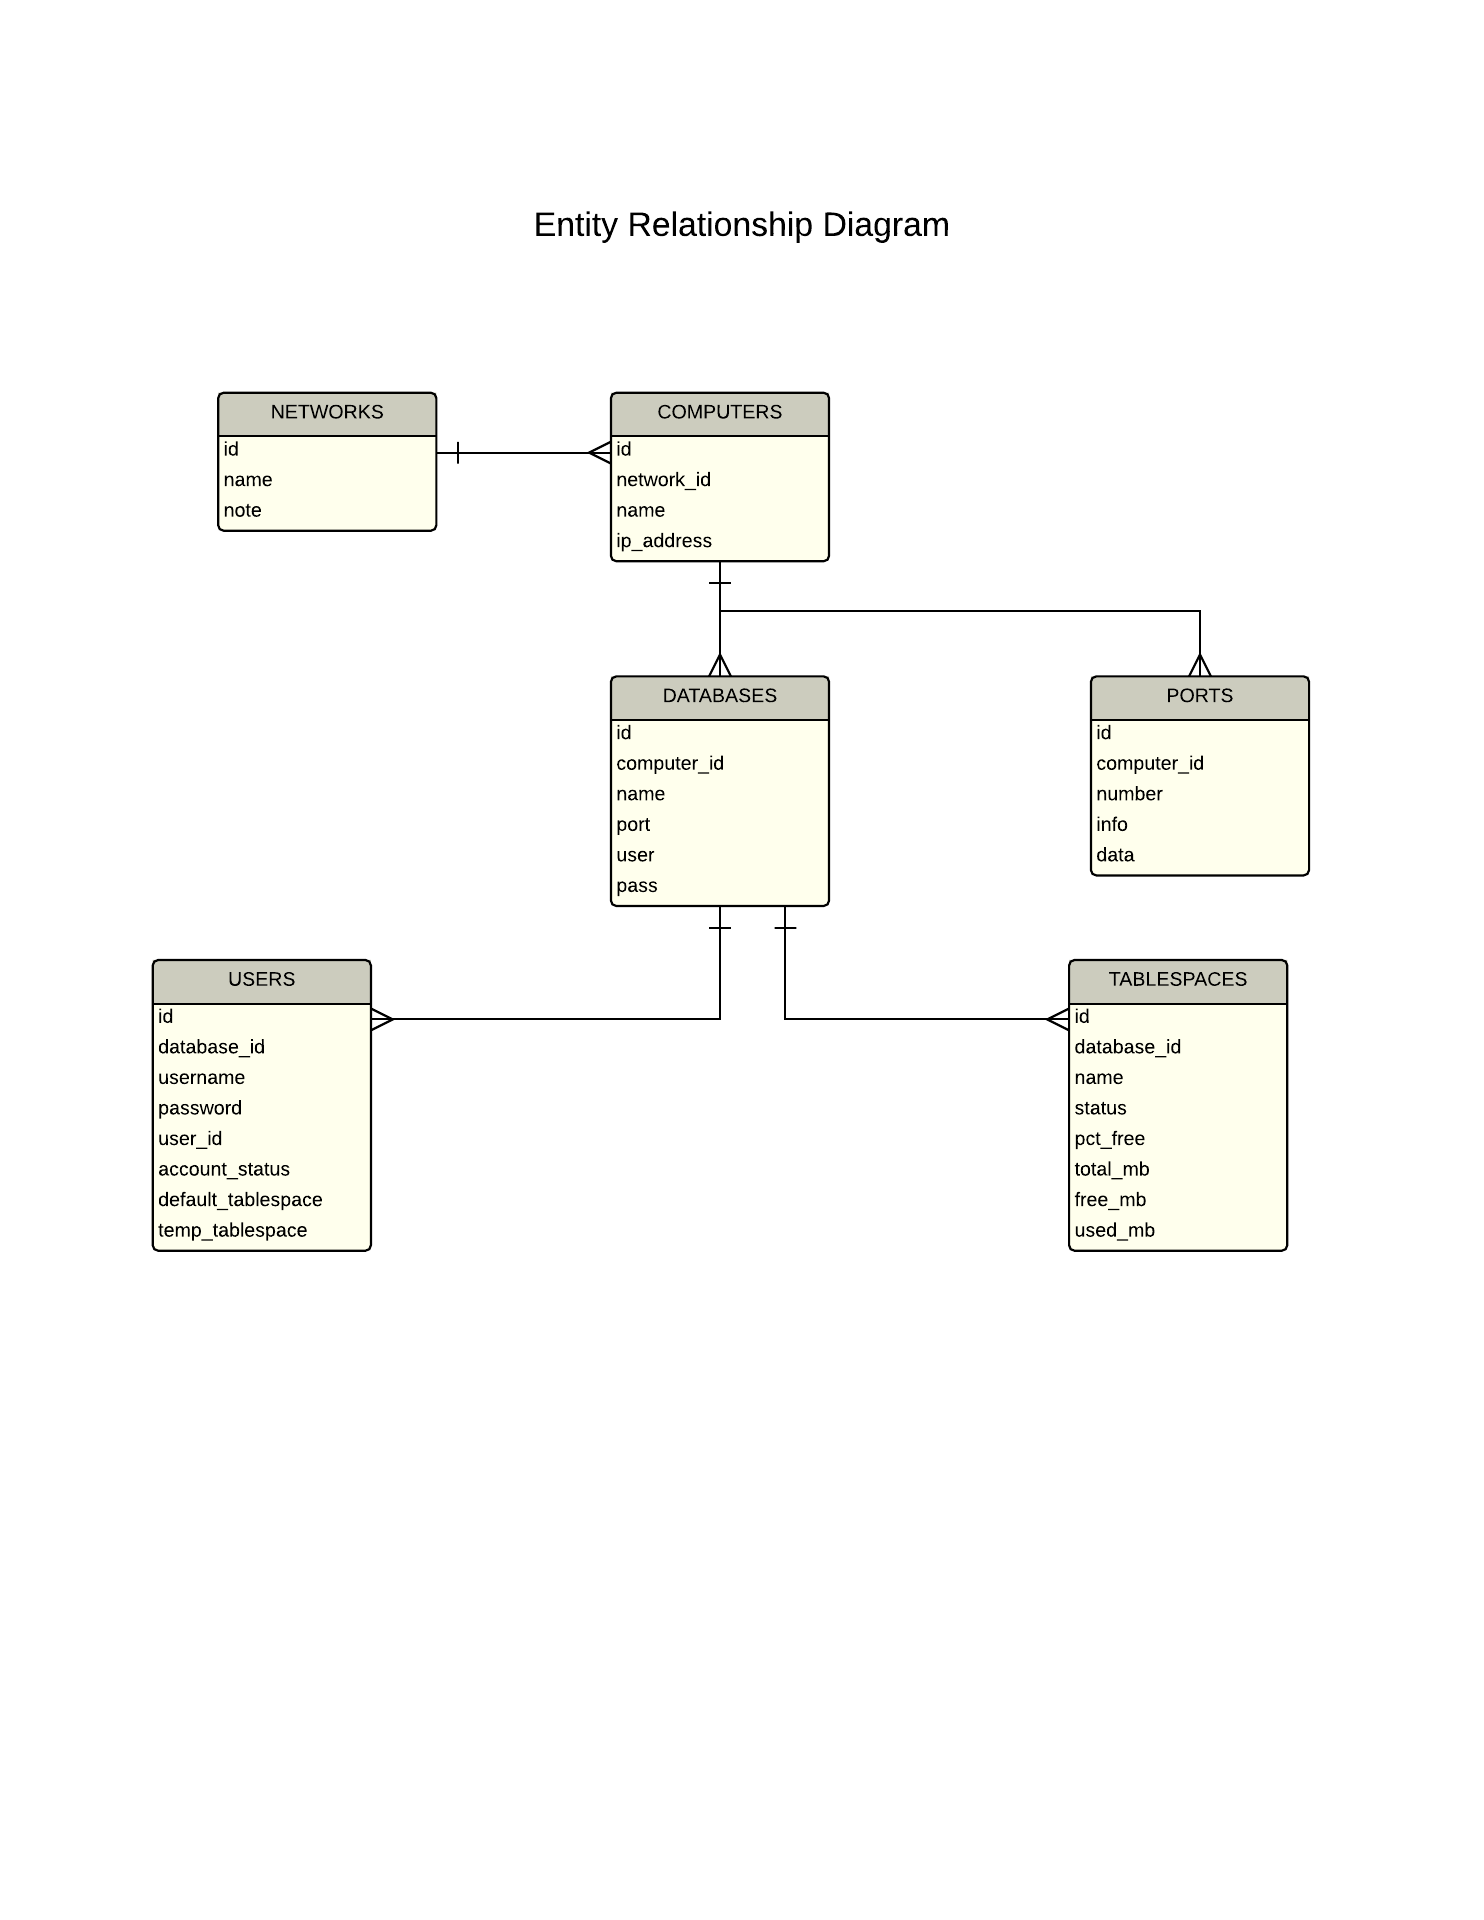 Entity Relationship Diagram
NETWORKS
id
name
note
COMPUTERS
id
network_id
name
ip_address
DATABASES
id
computer_id
name
port
user
pass
PORTS
id
computer_id
number
info
data
USERS
id
database_id
username
password
user_id
account_status
default_tablespace
temp_tablespace
TABLESPACES
id
database_id
name
status
pct_free
total_mb
free_mb
used_mb